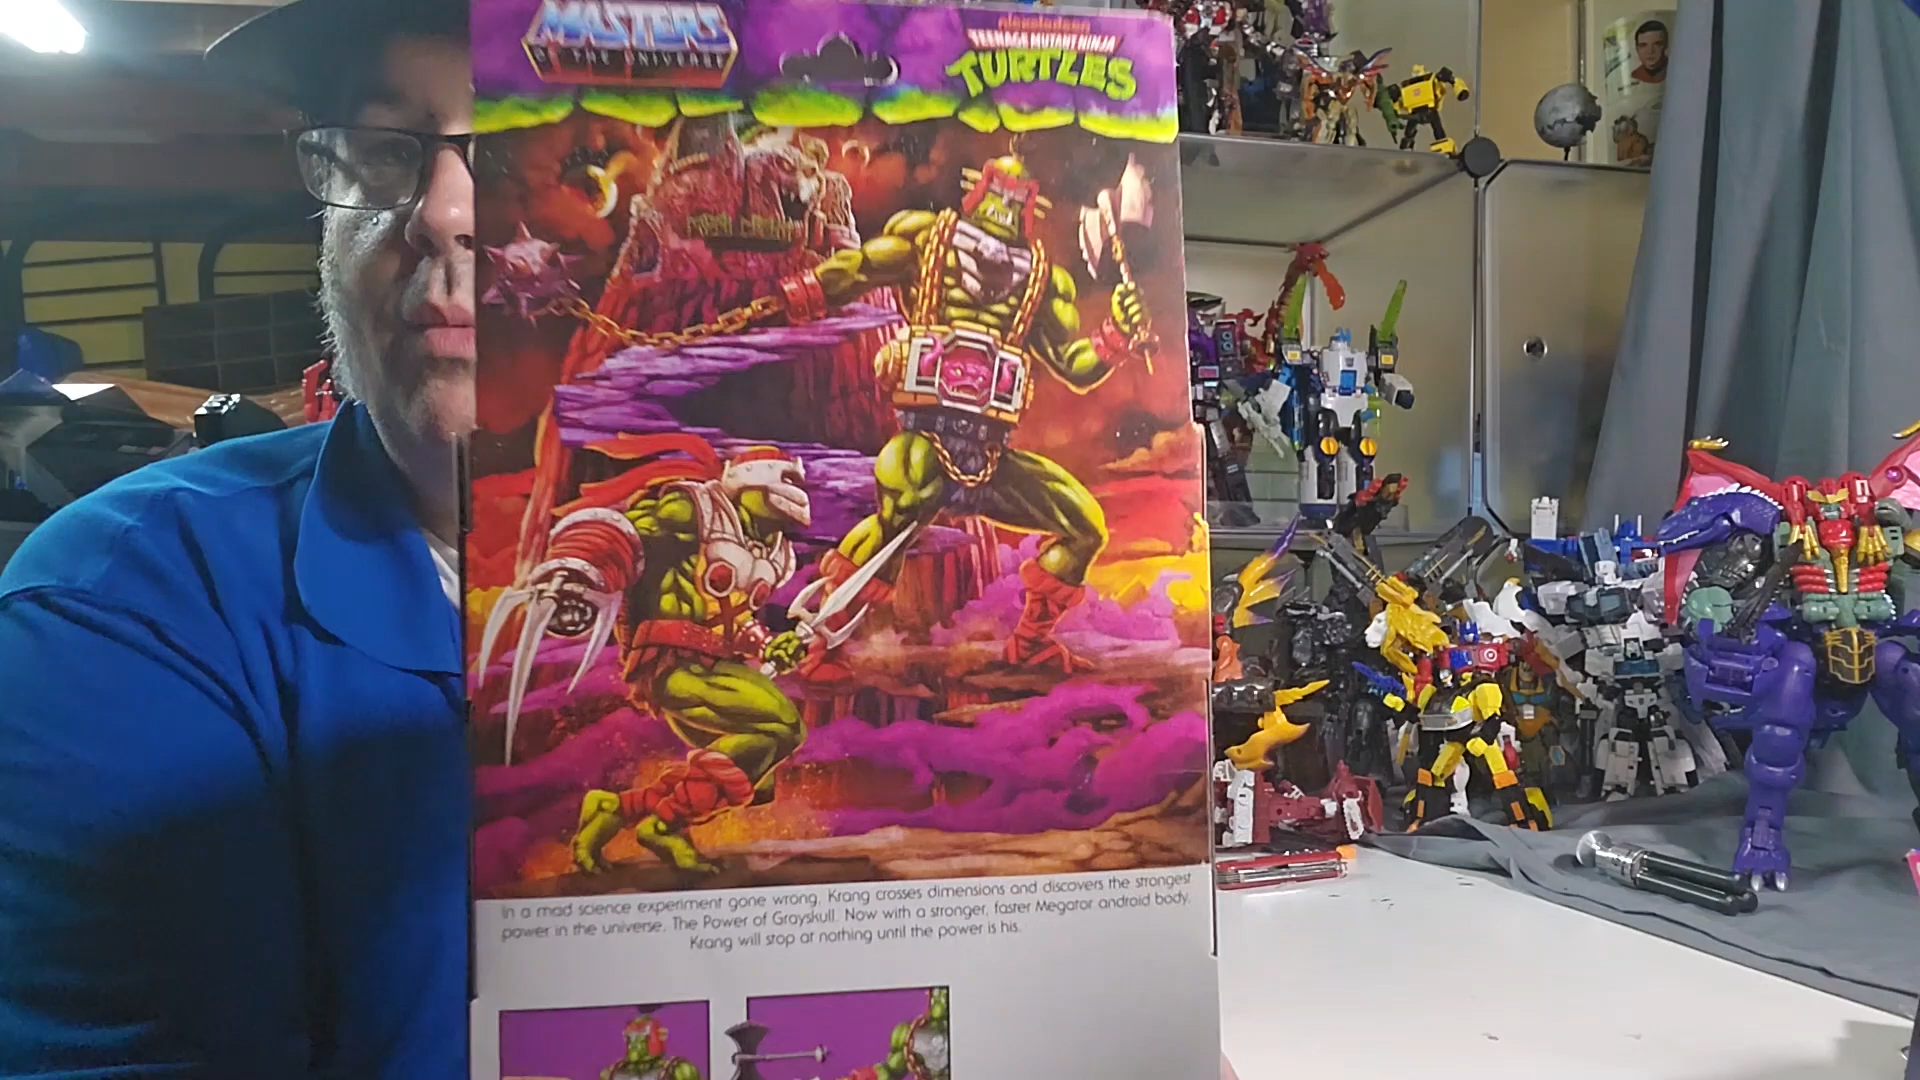 MASTERS
OF THE UNIVERSE
nickelodeon
TEENAGE MUTANT NINJA
TURTLES
In a mad science experiment gone wrong, Krang crosses dimensions and discovers the strongest
power in the universe. The Power of Grayskull. Now with a stronger, faster Megator android body,
Krang will stop at nothing until the power is his.